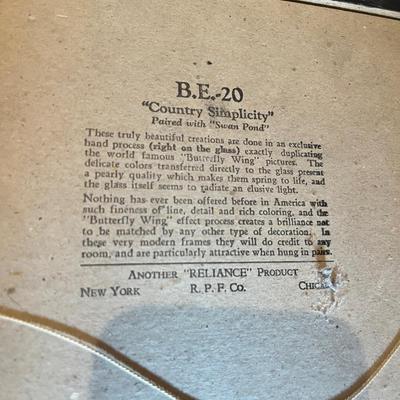 B.E.-20
"Country Simplicity"
Paired with "Swan Pond"
These truly beautiful creations are done in an exclusive
hand process (right on the glass) exactly duplicating
the world famous "Butterfly Wing" pictures. The
delicate colors transferred directly to the glass present
a pearly quality which makes them spring to life, and
the glass itself seems to radiate an elusive light.
Nothing has ever been offered before in America with
such fineness of line, detail and rich coloring, and the
"Butterfly Wing" effect process creates a brilliance not
to be matched by any other type of decoration. In
these very modern frames they will do credit to any
room, and are particularly attractive when hung in pairs.
Another "RELIANCE" Product
New York R. P. F. Co.